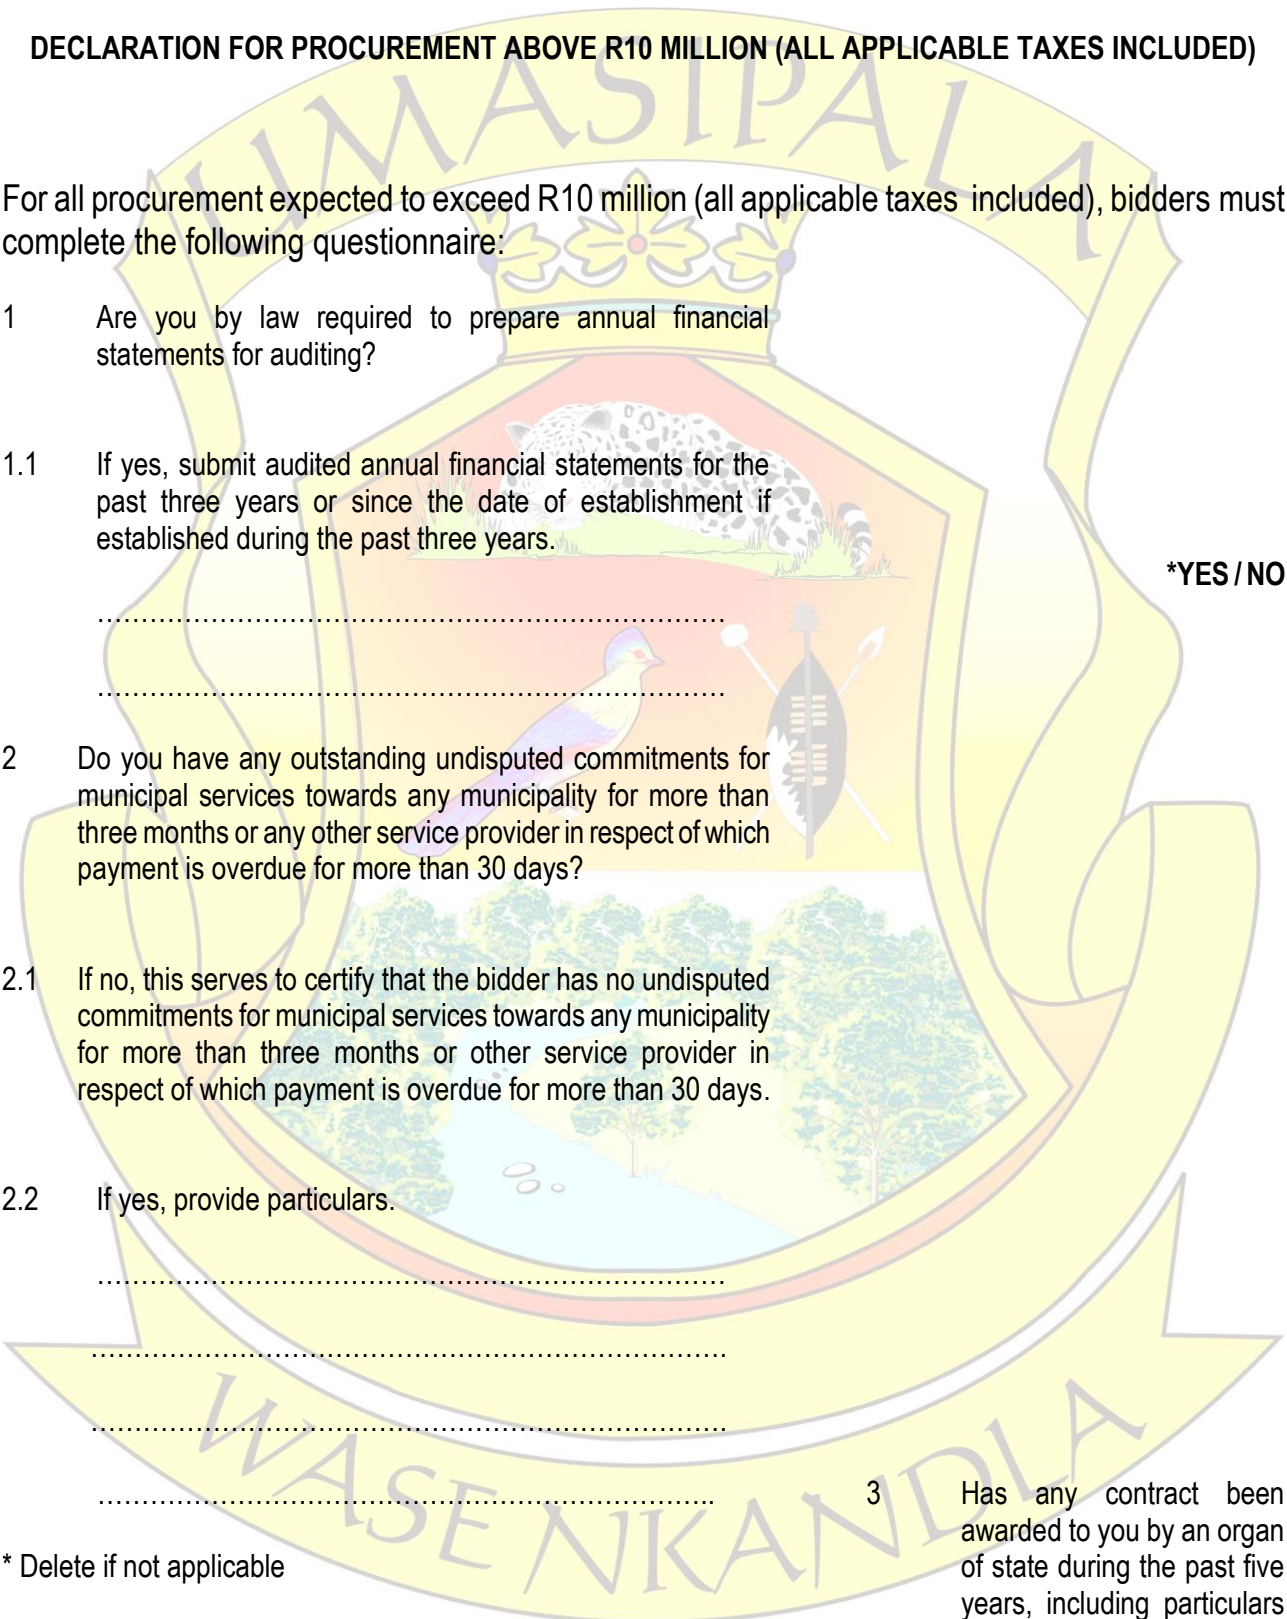 DECLARATION FOR PROCUREMENT ABOVE R10 MILLION (ALL APPLICABLE TAXES INCLUDED)
UMASIPALA
For all procurement expected to exceed R10 million (all applicable taxes included), bidders must
complete the following questionnaire:
1 Are you by law required to prepare annual financial
statements for auditing?
1.1 If yes, submit audited annual financial statements for the
past three years or since the date of establishment if
established during the past three years.
*YES / NO
………………………………………………………………
………………………………………………………………
2 Do you have any outstanding undisputed commitments for
municipal services towards any municipality for more than
three months or any other service provider in respect of which
payment is overdue for more than 30 days?
2.1 If no, this serves to certify that the bidder has no undisputed
commitments for municipal services towards any municipality
for more than three months or other service provider in
respect of which payment is overdue for more than 30 days.
2.2 If yes, provide particulars.
………………………………………………………………
……………………………………………………………….
……………………………………………………………….
……………………………………………………………..
* Delete if not applicable
3 Has any contract been
awarded to you by an organ
of state during the past five
years, including particulars
WASE NKANDLA